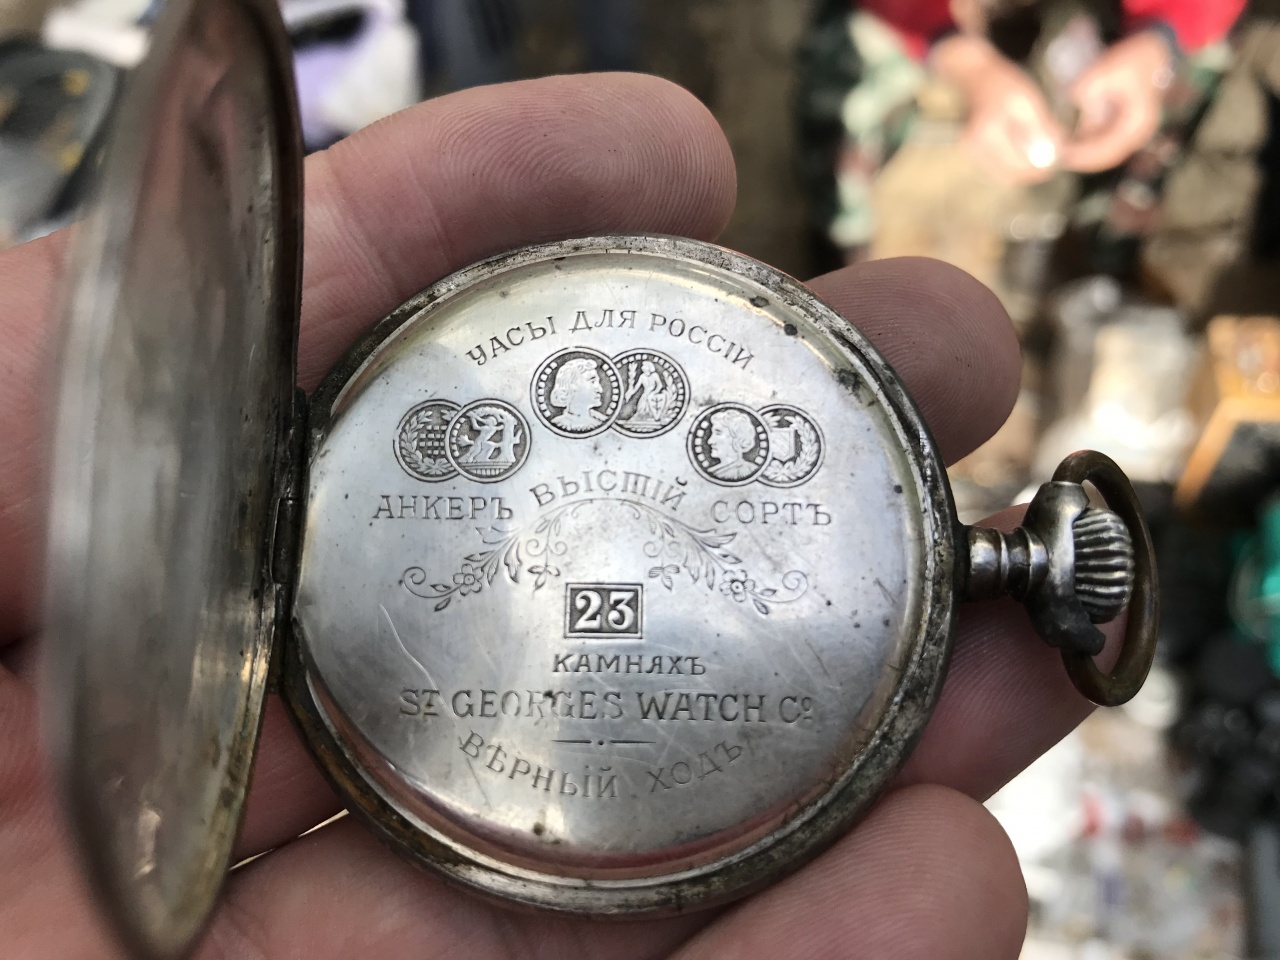 ЧАСЫ ДЛЯ РОССІИ
АНКЕРЪ ВЫСШІЙ СОРТЪ
23
КАМНЯХЪ
ST GEORGES WATCH Co
ВѢРНЫЙ ХОДЪ